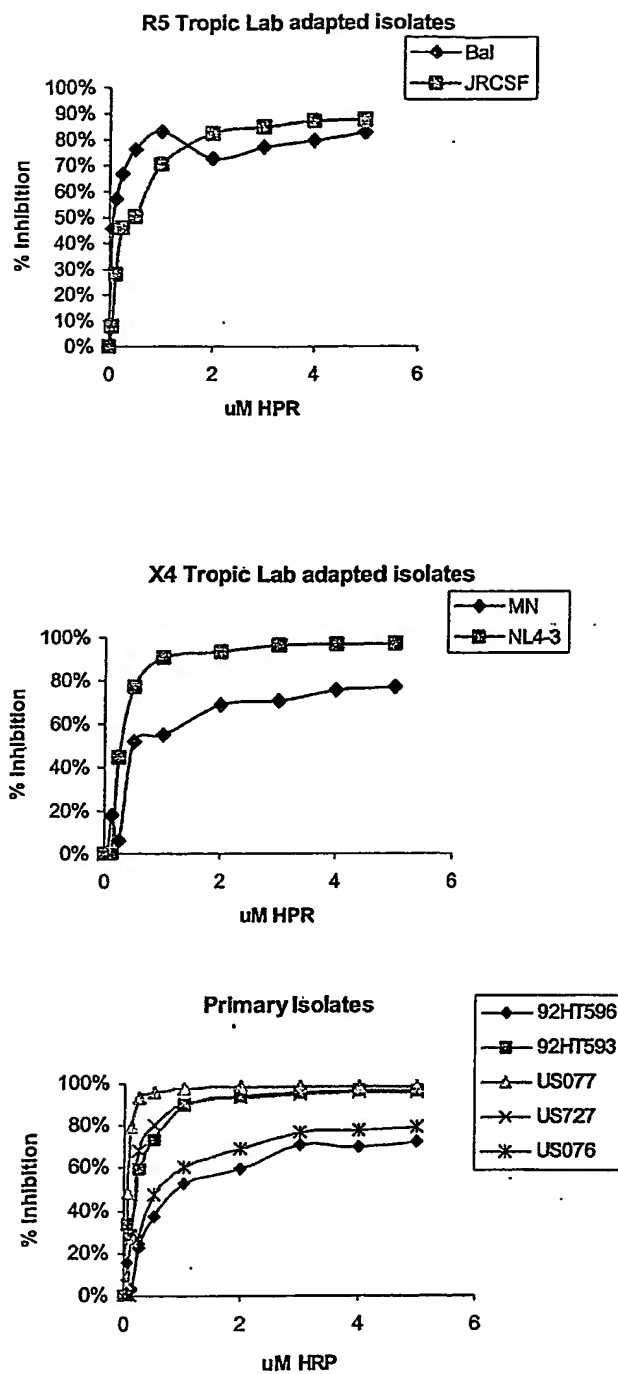 R5 Tropic Lab adapted isolates
Bal
JRCSF
100%
90%
80%
70%
60%
50%
40%
30%
20%
10%
0%
% Inhibition
0 2 4 6
uM HPR
X4 Tropic Lab adapted isolates
MN
NL4-3
100%
80%
60%
40%
20%
0%
% Inhibition
0 2 4 6
uM HPR
Primary Isolates
92HT596
92HT593
US077
US727
US076
100%
80%
60%
40%
20%
0%
% Inhibition
0 2 4 6
uM HRP